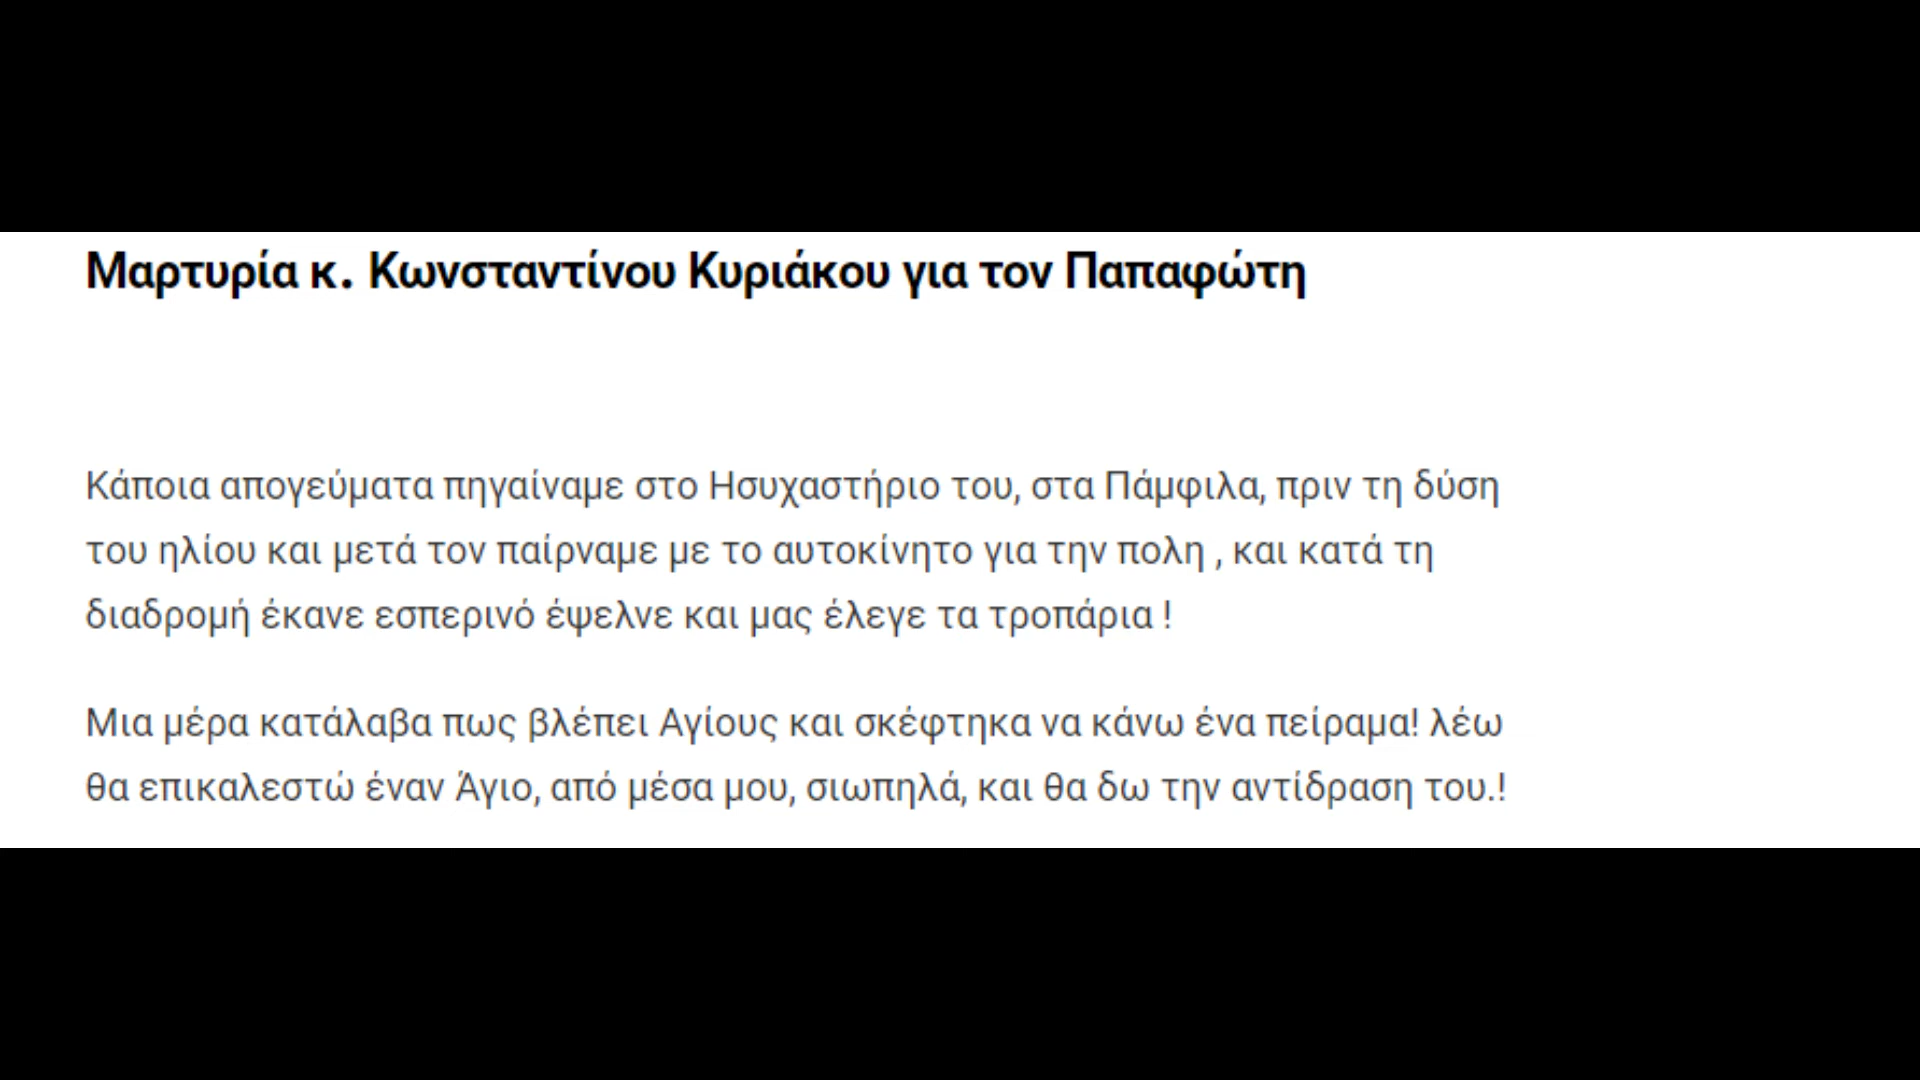 Μαρτυρία κ. Κωνσταντίνου Κυριάκου για τον Παπαφώτη
Κάποια απογεύματα πηγαίναμε στο Ησυχαστήριο του, στα Πάμφιλα, πριν τη δύση
του ηλίου και μετά τον παίρναμε με το αυτοκίνητο για την πολη , και κατά τη
διαδρομή έκανε εσπερινό έψελνε και μας έλεγε τα τροπάρια !
Μια μέρα κατάλαβα πως βλέπει Αγίους και σκέφτηκα να κάνω ένα πείραμα! λέω
θα επικαλεστώ έναν Άγιο, από μέσα μου, σιωπηλά, και θα δω την αντίδραση του.!